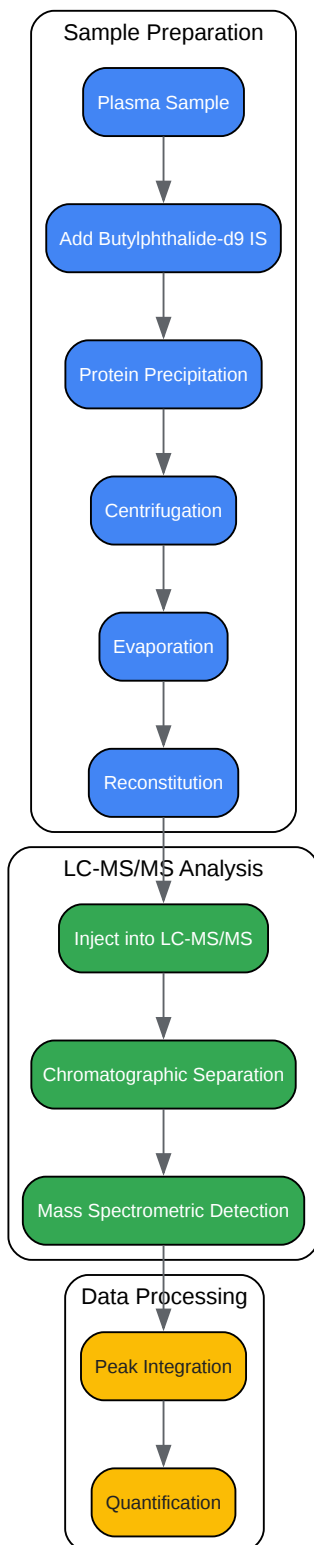 Sample Preparation
Plasma Sample
Add Butylphthalide-d9 IS
Protein Precipitation
Centrifugation
Evaporation
Reconstitution
LC-MS/MS Analysis
Inject into LC-MS/MS
Chromatographic Separation
Mass Spectrometric Detection
Data Processing
Peak Integration
Quantification